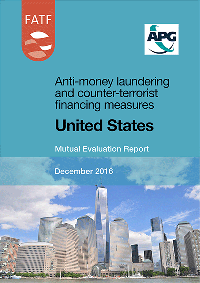 FATF
APG
Anti-money laundering
and counter-terrorist
financing measures
United States
Mutual Evaluation Report
December 2016